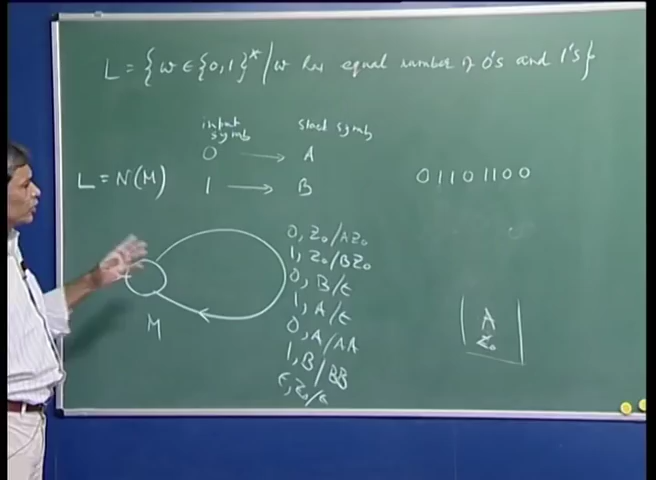 L = {w ∈ {0,1}* / w has equal number of 0's and 1's}
input symb stack symb
0 → A
L = N(M) 1 → B
01101100
0, Z₀/AZ₀
1, Z₀/BZ₀
0, B/ε
1, A/ε
0, A/AA
1, B/BB
ε, Z₀/ε
M
A
Z₀